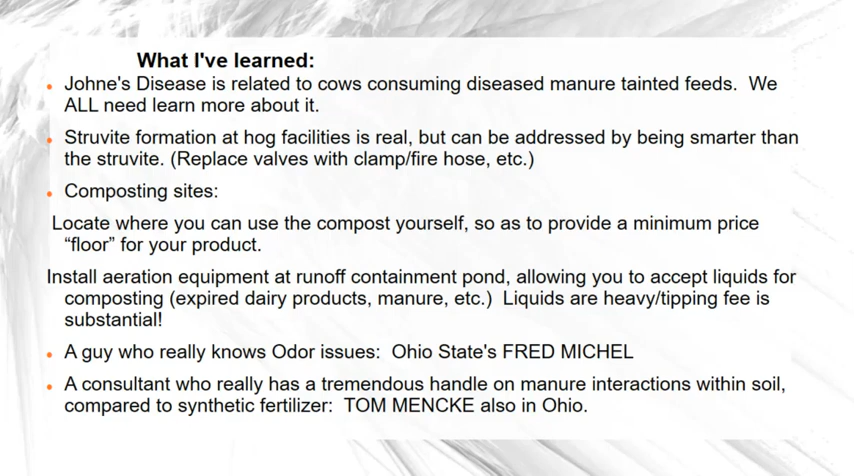 What I've learned:
• Johne's Disease is related to cows consuming diseased manure tainted feeds. We
ALL need learn more about it.
• Struvite formation at hog facilities is real, but can be addressed by being smarter than
the struvite. (Replace valves with clamp/fire hose, etc.)
• Composting sites:
Locate where you can use the compost yourself, so as to provide a minimum price
“floor” for your product.
Install aeration equipment at runoff containment pond, allowing you to accept liquids for
composting (expired dairy products, manure, etc.) Liquids are heavy/tipping fee is
substantial!
• A guy who really knows Odor issues: Ohio State's FRED MICHEL
• A consultant who really has a tremendous handle on manure interactions within soil,
compared to synthetic fertilizer: TOM MENCKE also in Ohio.